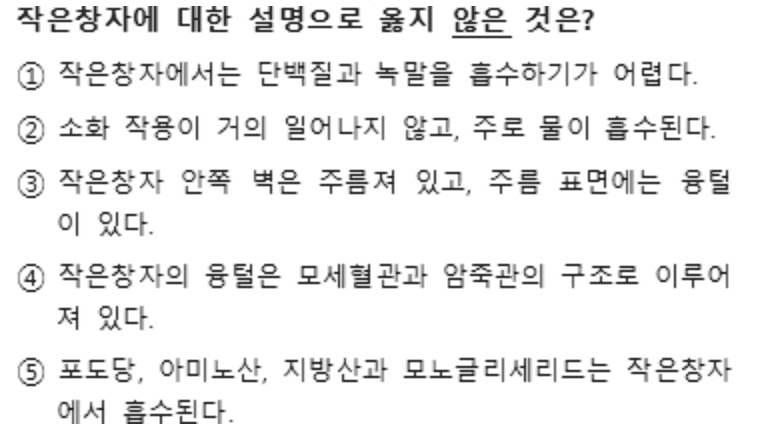 작은창자에 대한 설명으로 옳지 않은 것은?
① 작은창자에서는 단백질과 녹말을 흡수하기가 어렵다.
② 소화 작용이 거의 일어나지 않고, 주로 물이 흡수된다.
③ 작은창자 안쪽 벽은 주름져 있고, 주름 표면에는 융털
이 있다.
④ 작은창자의 융털은 모세혈관과 암죽관의 구조로 이루어
져 있다.
⑤ 포도당, 아미노산, 지방산과 모노글리세리드는 작은창자
에서 흡수된다.